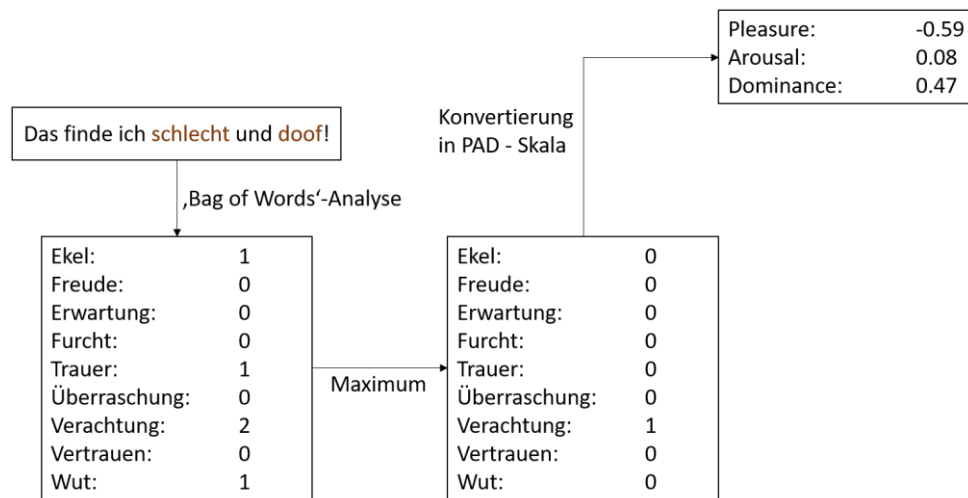 Das finde ich schlecht und doof!
‚Bag of Words‘-Analyse
Ekel: 1
Freude: 0
Erwartung: 0
Furcht: 0
Trauer: 1
Überraschung: 0
Verachtung: 2
Vertrauen: 0
Wut: 1
Maximum
Ekel: 0
Freude: 0
Erwartung: 0
Furcht: 0
Trauer: 0
Überraschung: 0
Verachtung: 1
Vertrauen: 0
Wut: 0
Konvertierung
in PAD - Skala
Pleasure: -0.59
Arousal: 0.08
Dominance: 0.47